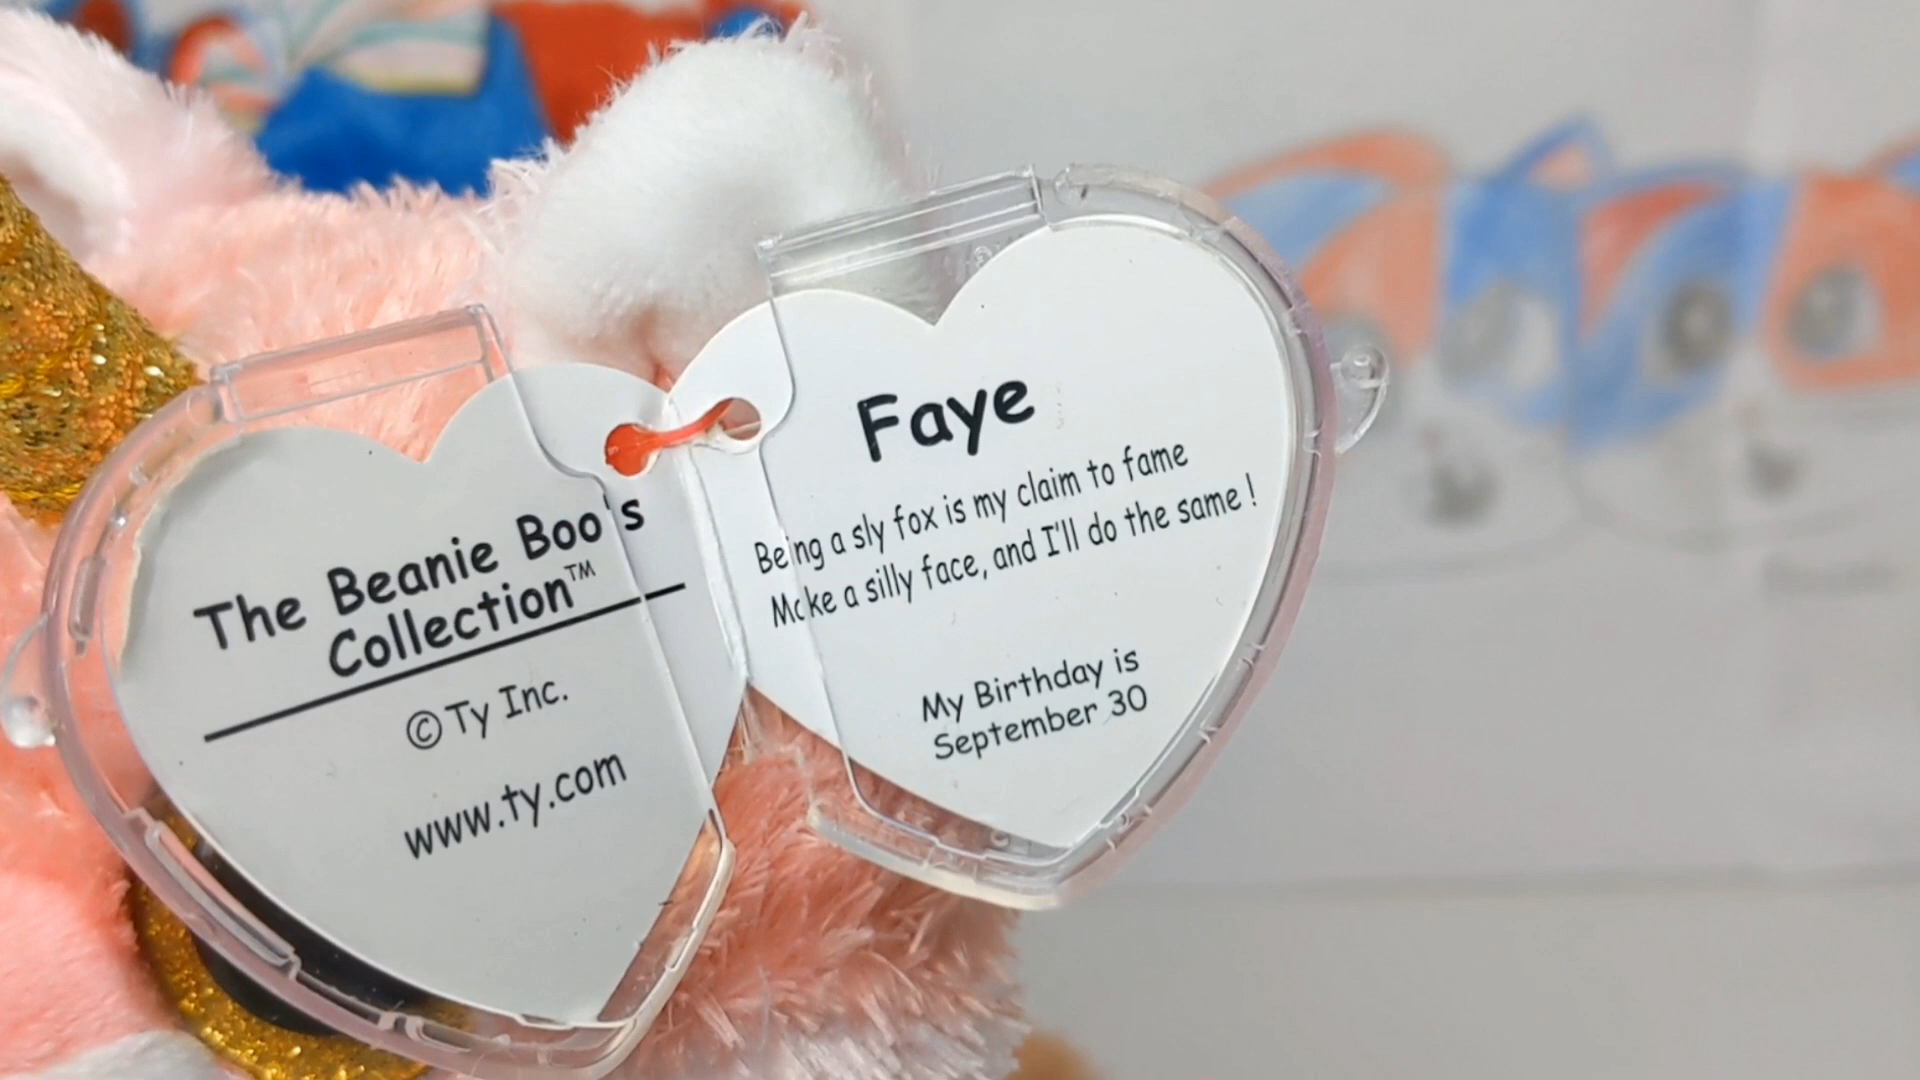 The Beanie Boo's
Collection™
© Ty Inc.
www.ty.com
Faye
Being a sly fox is my claim to fame
Make a silly face, and I'll do the same !
My Birthday is
September 30